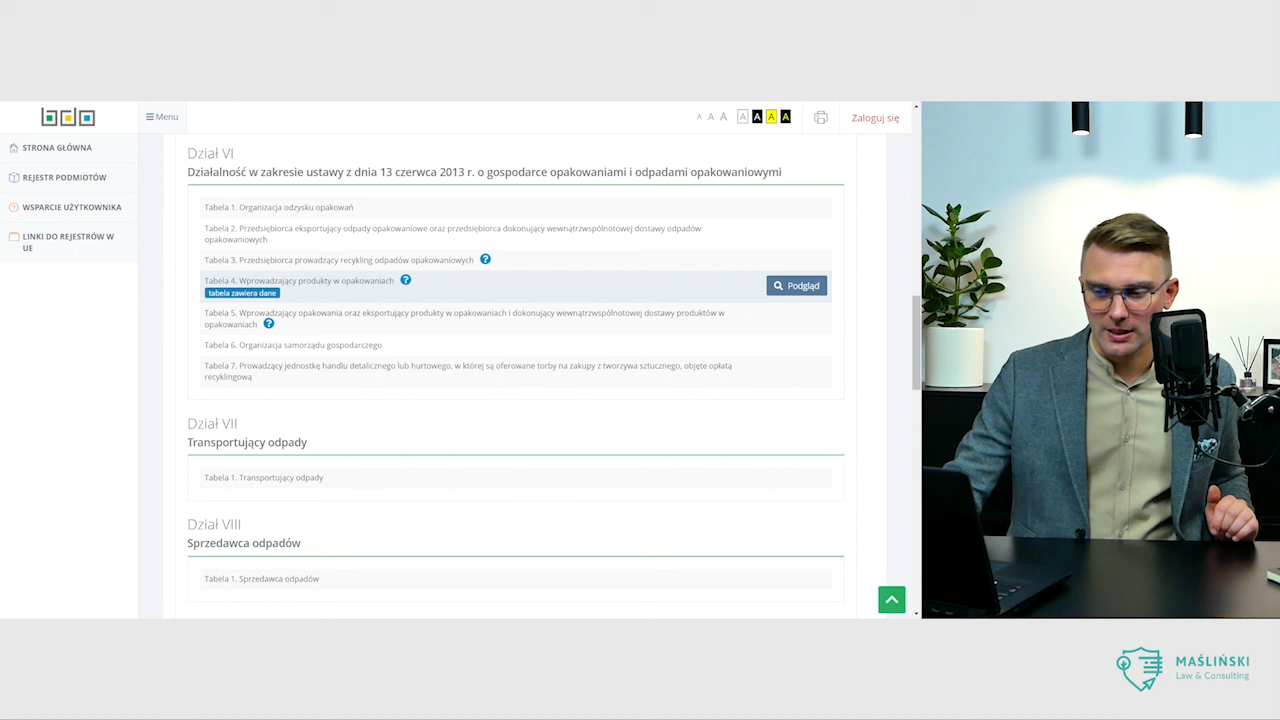 bdo
Menu
A A A A A A A
Zaloguj się
STRONA GŁÓWNA
REJESTR PODMIOTÓW
WSPARCIE UŻYTKOWNIKA
LINKI DO REJESTRÓW W
UE
Dział VI
Działalność w zakresie ustawy z dnia 13 czerwca 2013 r. o gospodarce opakowaniami i odpadami opakowaniowymi
Tabela 1. Organizacja odzysku opakowań
Tabela 2. Przedsiębiorca eksportujący odpady opakowaniowe oraz przedsiębiorca dokonujący wewnątrzwspólnotowej dostawy odpadów
opakowaniowych
Tabela 3. Przedsiębiorca prowadzący recykling odpadów opakowaniowych ?
Tabela 4. Wprowadzający produkty w opakowaniach ?
tabela zawiera dane
Podgląd
Tabela 5. Wprowadzający opakowania oraz eksportujący produkty w opakowaniach i dokonujący wewnątrzwspólnotowej dostawy produktów w
opakowaniach ?
Tabela 6. Organizacja samorządu gospodarczego
Tabela 7. Prowadzący jednostkę handlu detalicznego lub hurtowego, w której są oferowane torby na zakupy z tworzywa sztucznego, objęte opłatą
recyklingową
Dział VII
Transportujący odpady
Tabela 1. Transportujący odpady
Dział VIII
Sprzedawca odpadów
Tabela 1. Sprzedawca odpadów
MAŚLIŃSKI
Law & Consulting